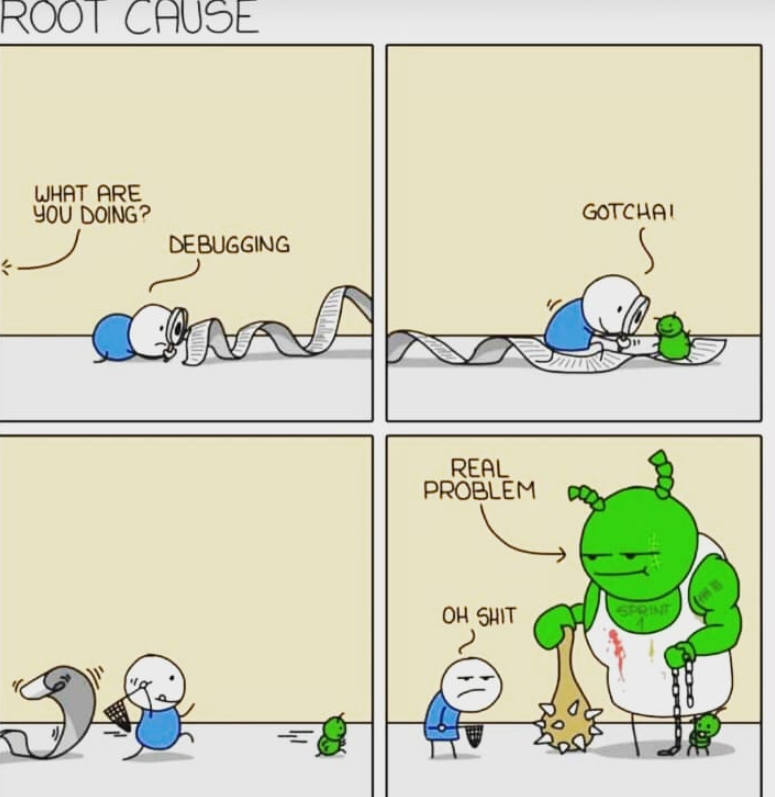 ROOT CAUSE
WHAT ARE
YOU DOING?
DEBUGGING
GOTCHA!
REAL
PROBLEM
OH SHIT
SPRINT
1